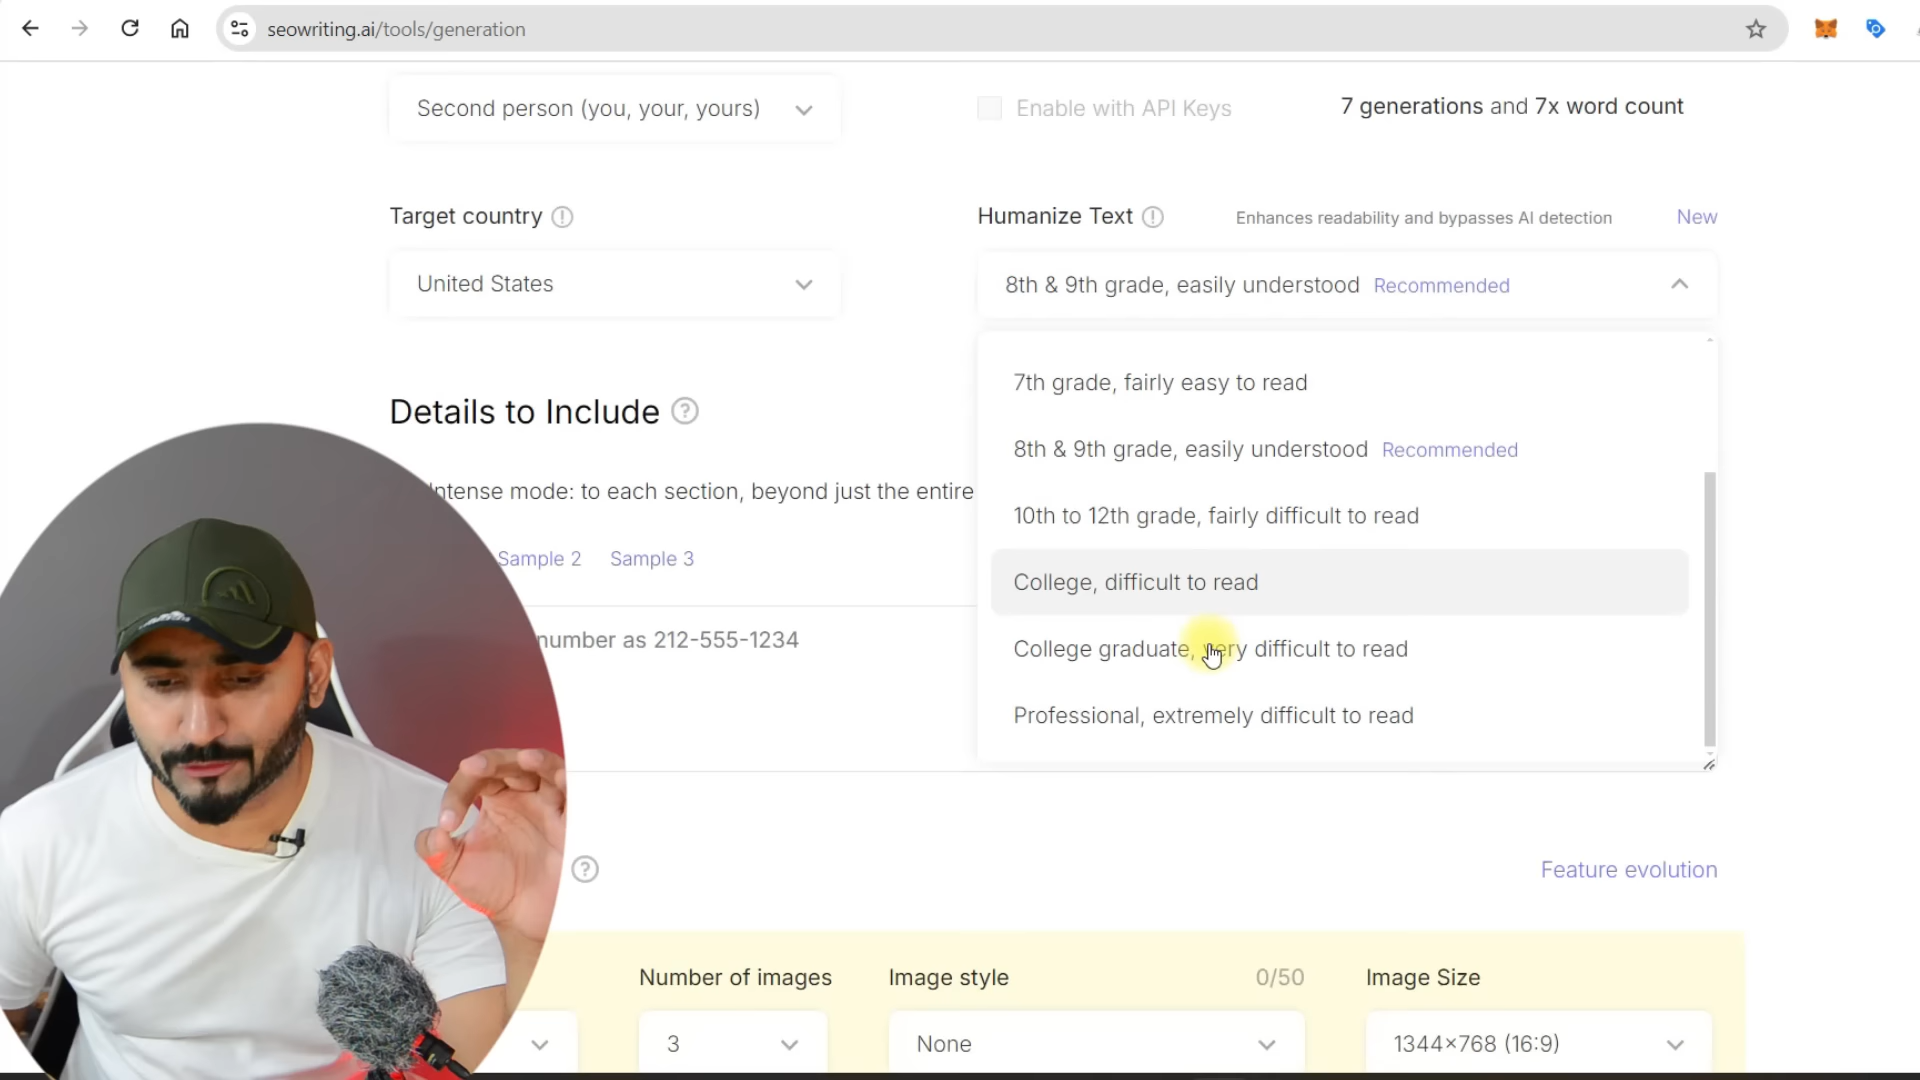 seowriting.ai/tools/generation
Second person (you, your, yours)
Enable with API Keys
7 generations and 7x word count
Target country
Humanize Text
Enhances readability and bypasses AI detection
New
United States
8th & 9th grade, easily understood Recommended
7th grade, fairly easy to read
Details to Include
8th & 9th grade, easily understood Recommended
Intense mode: to each section, beyond just the entire
10th to 12th grade, fairly difficult to read
Sample 2 Sample 3
College, difficult to read
number as 212-555-1234
College graduate, very difficult to read
Professional, extremely difficult to read
Feature evolution
Number of images
Image style
0/50
Image Size
3
None
1344×768 (16:9)